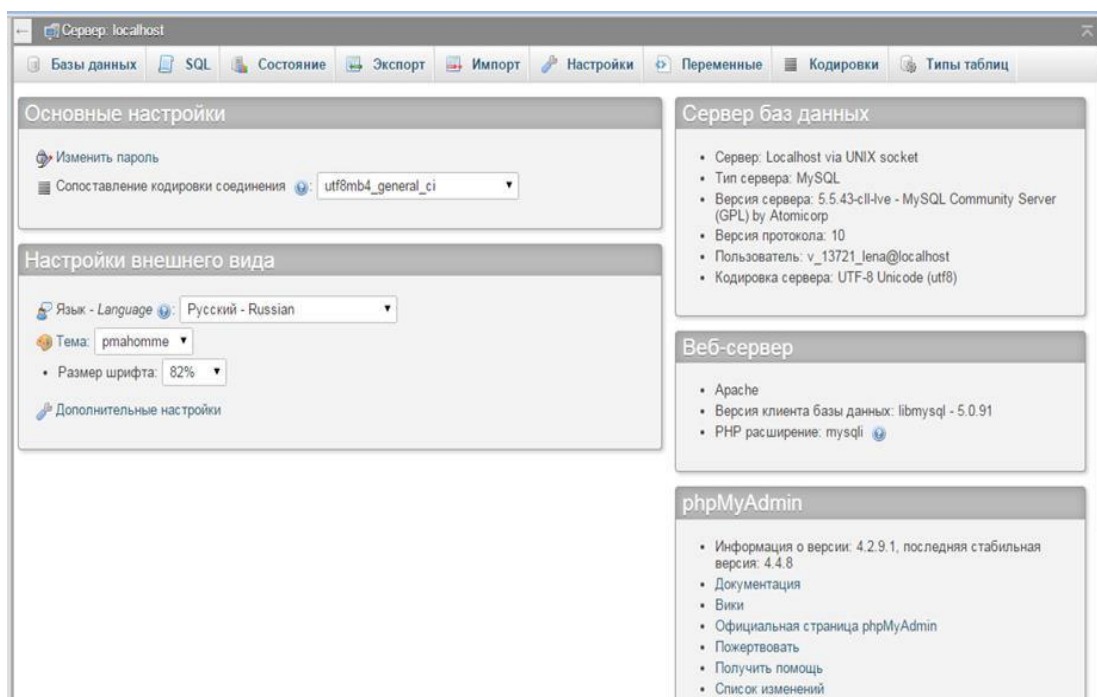 Сервер: localhost
Базы данных SQL Состояние Экспорт Импорт Настройки Переменные Кодировки Типы таблиц
Основные настройки
Изменить пароль
Сопоставление кодировки соединения : utf8mb4_general_ci
Настройки внешнего вида
Язык - Language : Русский - Russian
Тема: pmahomme
• Размер шрифта: 82%
Дополнительные настройки
Сервер баз данных
• Сервер: Localhost via UNIX socket
• Тип сервера: MySQL
• Версия сервера: 5.5.43-cll-lve - MySQL Community Server
(GPL) by Atomicorp
• Версия протокола: 10
• Пользователь: v_13721_lena@localhost
• Кодировка сервера: UTF-8 Unicode (utf8)
Веб-сервер
• Apache
• Версия клиента базы данных: libmysql - 5.0.91
• PHP расширение: mysqli
phpMyAdmin
• Информация о версии: 4.2.9.1, последняя стабильная
версия: 4.4.8
• Документация
• Вики
• Официальная страница phpMyAdmin
• Пожертвовать
• Получить помощь
• Список изменений